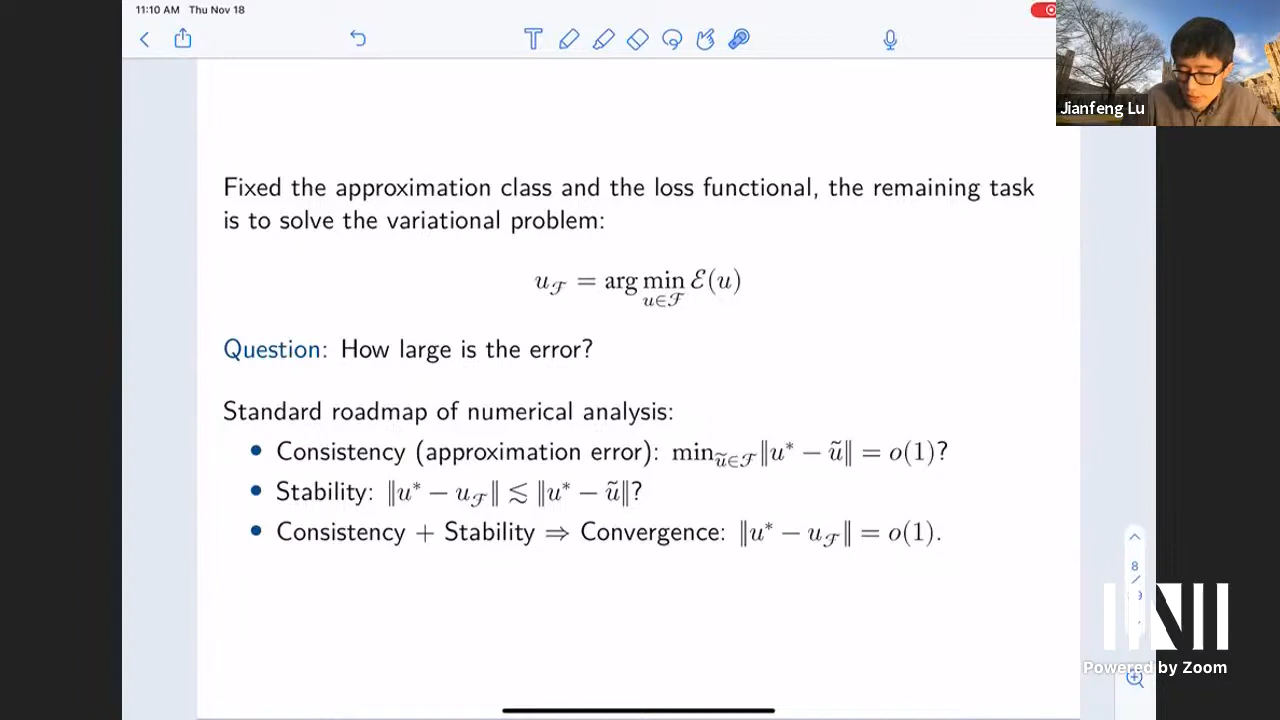 11:10 AM Thu Nov 18
Jianfeng Lu
Fixed the approximation class and the loss functional, the remaining task
is to solve the variational problem:
u_ℱ = arg min_{u∈ℱ} ℰ(u)
Question: How large is the error?
Standard roadmap of numerical analysis:
• Consistency (approximation error): min_{ũ∈ℱ} ‖u* − ũ‖ = o(1)?
• Stability: ‖u* − u_ℱ‖ ≲ ‖u* − ũ‖?
• Consistency + Stability ⇒ Convergence: ‖u* − u_ℱ‖ = o(1).
8
/
Powered by Zoom